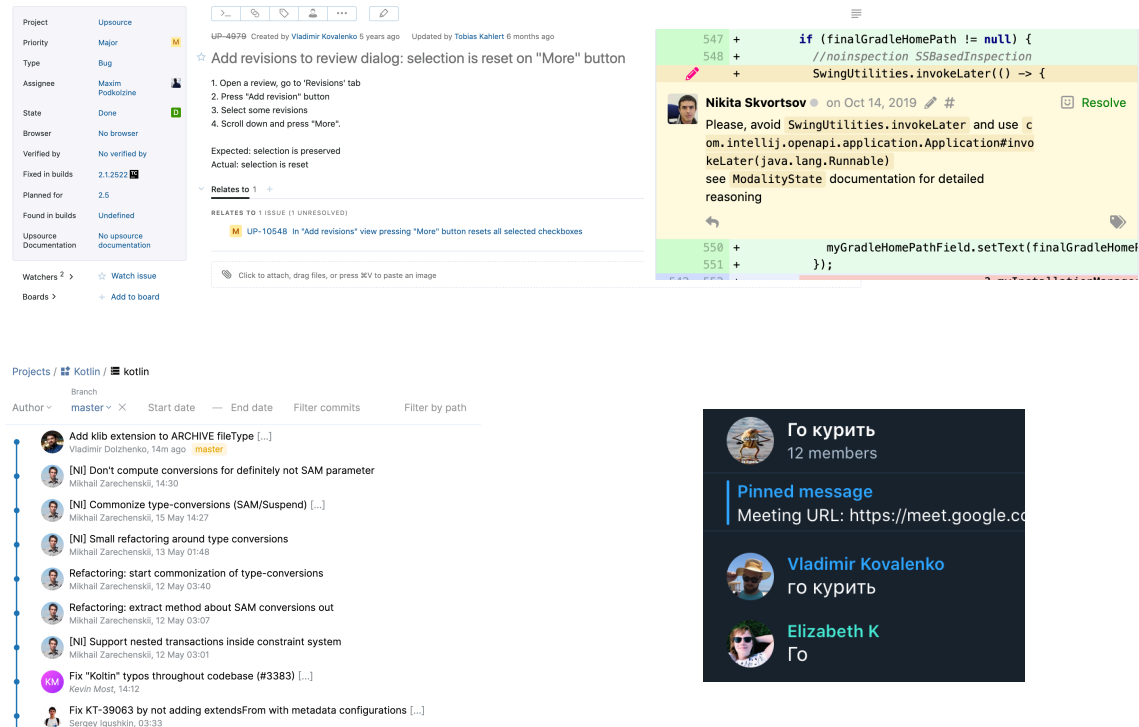 Project Upsource
Priority Major M
Type Bug
Assignee Maxim Podkolzine
State Done D
Browser No browser
Verified by No verified by
Fixed in builds 2.1.2522 TC
Planned for 2.5
Found in builds Undefined
Upsource Documentation No upsource documentation
Watchers 2 > Watch issue
Boards > + Add to board
UP-4979 Created by Vladimir Kovalenko 5 years ago Updated by Tobias Kahlert 6 months ago
Add revisions to review dialog: selection is reset on "More" button
1. Open a review, go to 'Revisions' tab
2. Press "Add revision" button
3. Select some revisions
4. Scroll down and press "More".
Expected: selection is preserved
Actual: selection is reset
Relates to 1 +
RELATES TO 1 ISSUE (1 UNRESOLVED)
M UP-10548 In "Add revisions" view pressing "More" button resets all selected checkboxes
Click to attach, drag files, or press ⌘V to paste an image
547 + if (finalGradleHomePath != null) {
548 + //noinspection SSBasedInspection
+ SwingUtilities.invokeLater(() -> {
Nikita Skvortsov on Oct 14, 2019 # Resolve
Please, avoid SwingUtilities.invokeLater and use c
om.intellij.openapi.application.Application#invo
keLater(java.lang.Runnable)
see ModalityState documentation for detailed
reasoning
550 + myGradleHomePathField.setText(finalGradleHomeP
551 + });
Projects / Kotlin / kotlin
Branch
Author master × Start date — End date Filter commits Filter by path
Add klib extension to ARCHIVE fileType [...]
Vladimir Dolzhenko, 14m ago master
[NI] Don't compute conversions for definitely not SAM parameter
Mikhail Zarechenskii, 14:30
[NI] Commonize type-conversions (SAM/Suspend) [...]
Mikhail Zarechenskii, 15 May 14:27
[NI] Small refactoring around type conversions
Mikhail Zarechenskii, 13 May 01:48
Refactoring: start commonization of type-conversions
Mikhail Zarechenskii, 12 May 03:40
Refactoring: extract method about SAM conversions out
Mikhail Zarechenskii, 12 May 03:07
[NI] Support nested transactions inside constraint system
Mikhail Zarechenskii, 12 May 03:01
KM Fix "Koltin" typos throughout codebase (#3383) [...]
Kevin Most, 14:12
Fix KT-39063 by not adding extendsFrom with metadata configurations [...]
Sergey Igushkin, 03:33
Го курить
12 members
Pinned message
Meeting URL: https://meet.google.co
Vladimir Kovalenko
го курить
Elizabeth K
Го